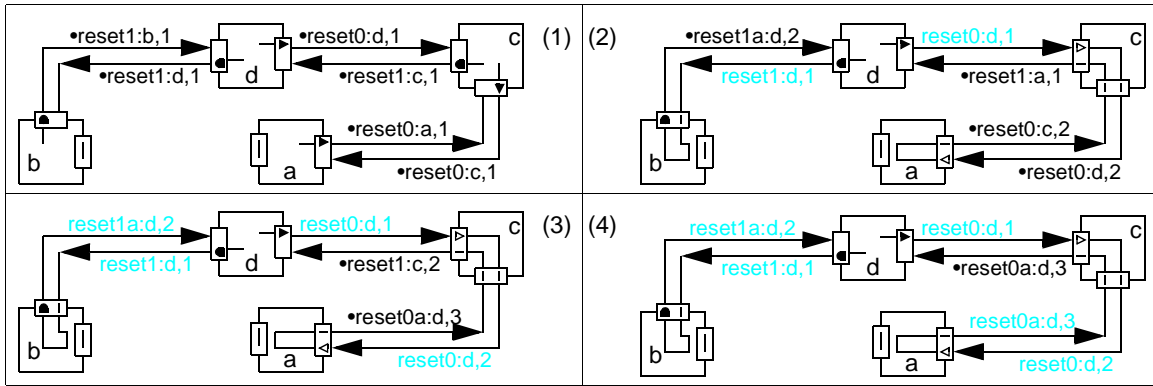 •reset1:b,1
•reset1:d,1
d
•reset0:d,1
•reset1:c,1
c
(1)
b
a
•reset0:a,1
•reset0:c,1
(2)
•reset1a:d,2
reset1:d,1
d
reset0:d,1
•reset1:a,1
c
b
a
•reset0:c,2
•reset0:d,2
(3)
reset1a:d,2
reset1:d,1
d
reset0:d,1
•reset1:c,2
c
b
a
•reset0a:d,3
reset0:d,2
(4)
reset1a:d,2
reset1:d,1
d
reset0:d,1
•reset0a:d,3
c
b
a
reset0a:d,3
reset0:d,2